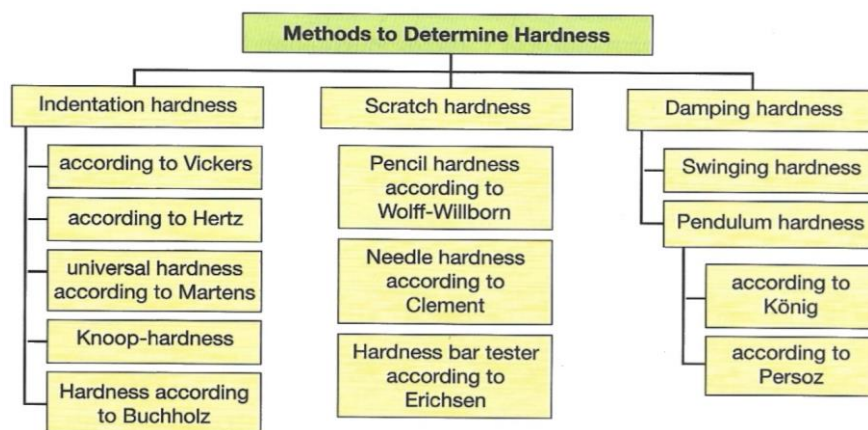 Methods to Determine Hardness
Indentation hardness
according to Vickers
according to Hertz
universal hardness
according to Martens
Knoop-hardness
Hardness according
to Buchholz
Scratch hardness
Pencil hardness
according to
Wolff-Willborn
Needle hardness
according to
Clement
Hardness bar tester
according to
Erichsen
Damping hardness
Swinging hardness
Pendulum hardness
according to
König
according to
Persoz